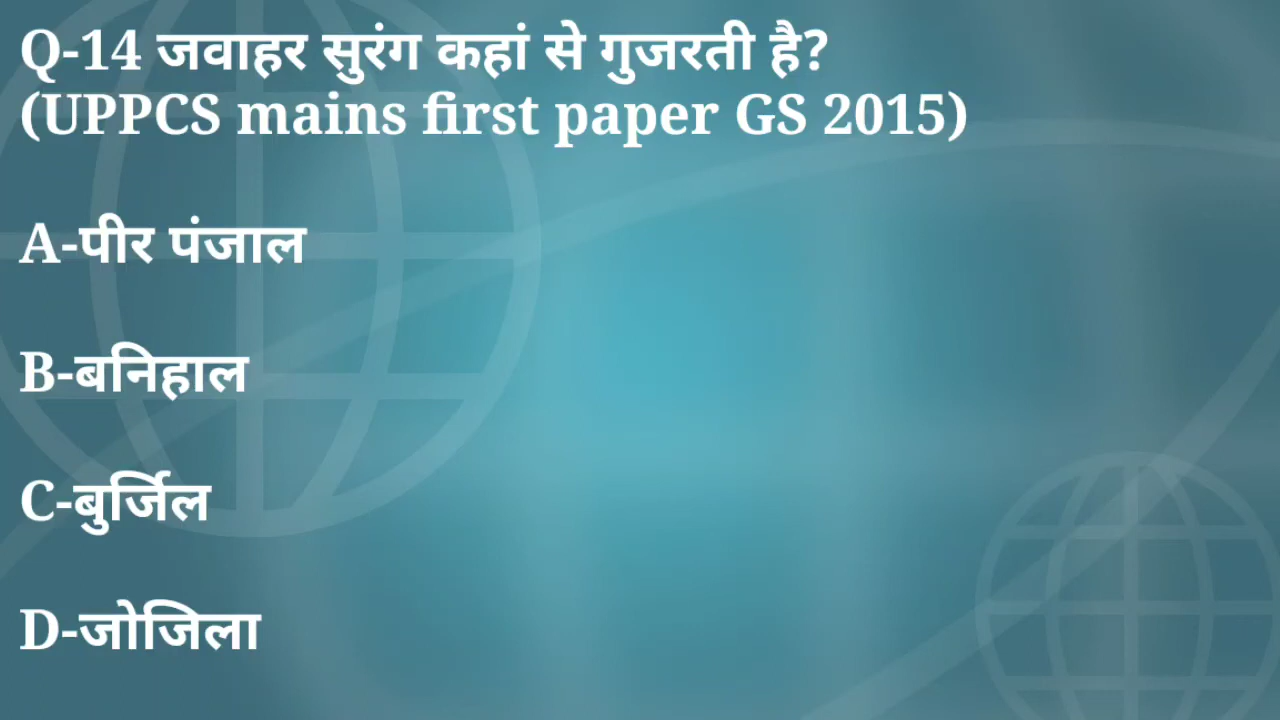 Q-14 जवाहर सुरंग कहां से गुजरती है?
(UPPCS mains first paper GS 2015)
A-पीर पंजाल
B-बनिहाल
C-बुर्जिल
D-जोजिला